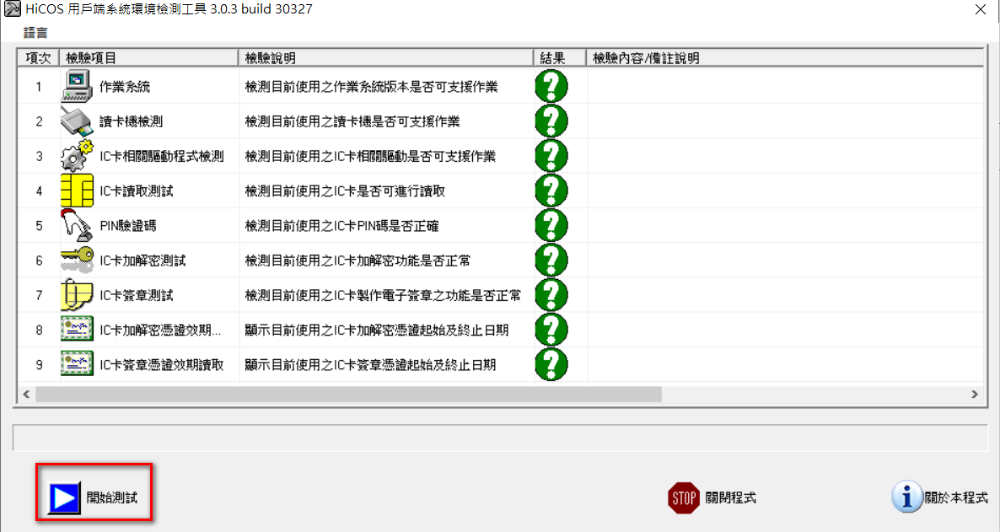 HiCOS 用戶端系統環境檢測工具 3.0.3 build 30327
語言
項次 檢驗項目 檢驗說明 結果 檢驗內容/備註說明
1 作業系統 檢測目前使用之作業系統版本是否可支援作業
2 讀卡機檢測 檢測目前使用之讀卡機是否可支援作業
3 IC卡相關驅動程式檢測 檢測目前使用之IC卡相關驅動是否可支援作業
4 IC卡讀取測試 檢測目前使用之IC卡是否可進行讀取
5 PIN驗證碼 檢測目前使用之IC卡PIN碼是否正確
6 IC卡加解密測試 檢測目前使用之IC卡加解密功能是否正常
7 IC卡簽章測試 檢測目前使用之IC卡製作電子簽章之功能是否正常
8 IC卡加解密憑證效期... 顯示目前使用之IC卡加解密憑證起始及終止日期
9 IC卡簽章憑證效期讀取 顯示目前使用之IC卡簽章憑證起始及終止日期
開始測試 STOP 關閉程式 關於本程式